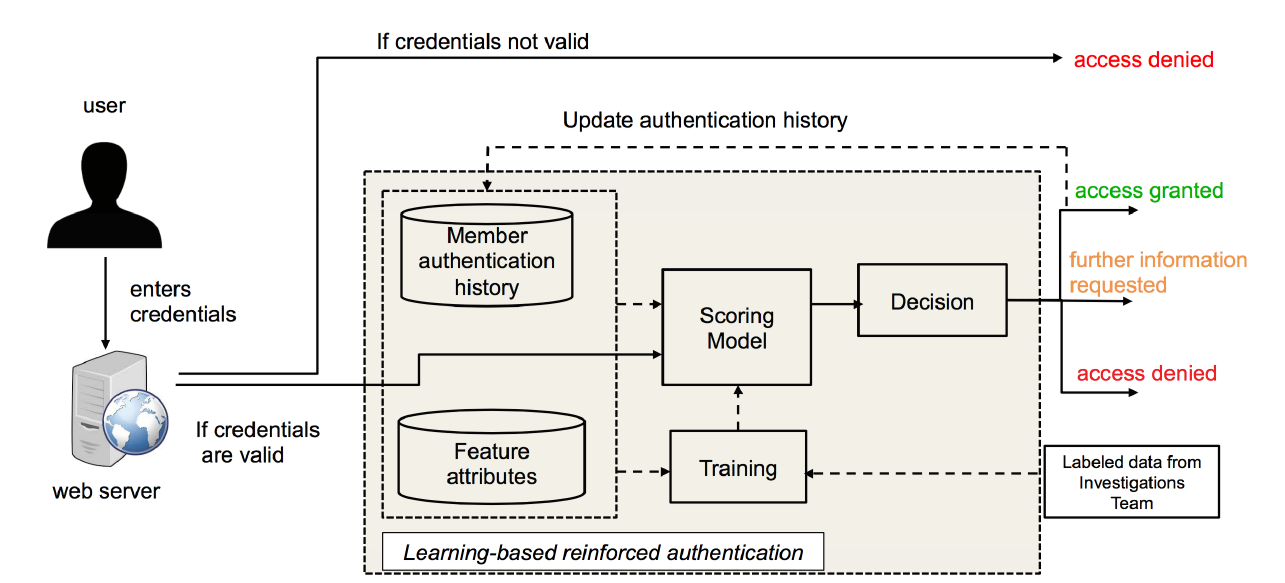 If credentials not valid
access denied
user
Update authentication history
access granted
Member
authentication
history
further information
requested
enters
credentials
Scoring
Model
Decision
access denied
If credentials
are valid
Feature
attributes
Training
Labeled data from
Investigations
Team
web server
Learning-based reinforced authentication